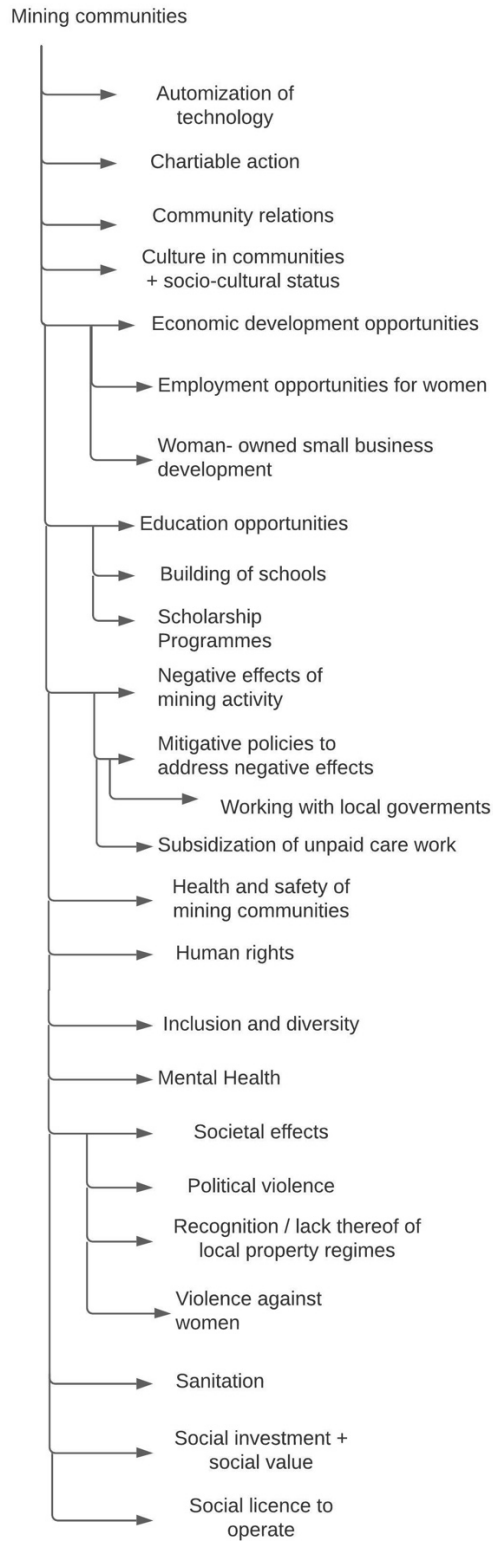 Mining communities
Automization of
technology
Chartiable action
Community relations
Culture in communities
+ socio-cultural status
Economic development opportunities
Employment opportunities for women
Woman- owned small business
development
Education opportunities
Building of schools
Scholarship
Programmes
Negative effects of
mining activity
Mitigative policies to
address negative effects
Working with local goverments
Subsidization of unpaid care work
Health and safety of
mining communities
Human rights
Inclusion and diversity
Mental Health
Societal effects
Political violence
Recognition / lack thereof of
local property regimes
Violence against
women
Sanitation
Social investment +
social value
Social licence to
operate